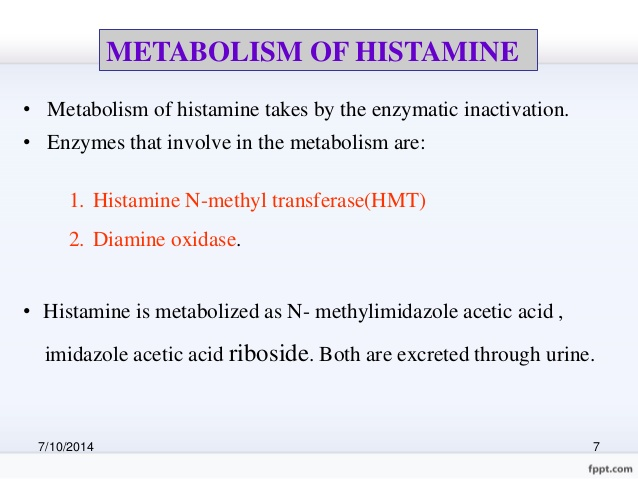 METABOLISM OF HISTAMINE
• Metabolism of histamine takes by the enzymatic inactivation.
• Enzymes that involve in the metabolism are:
1. Histamine N-methyl transferase(HMT)
2. Diamine oxidase.
• Histamine is metabolized as N- methylimidazole acetic acid ,
imidazole acetic acid riboside. Both are excreted through urine.
7/10/2014 7
fppt.com